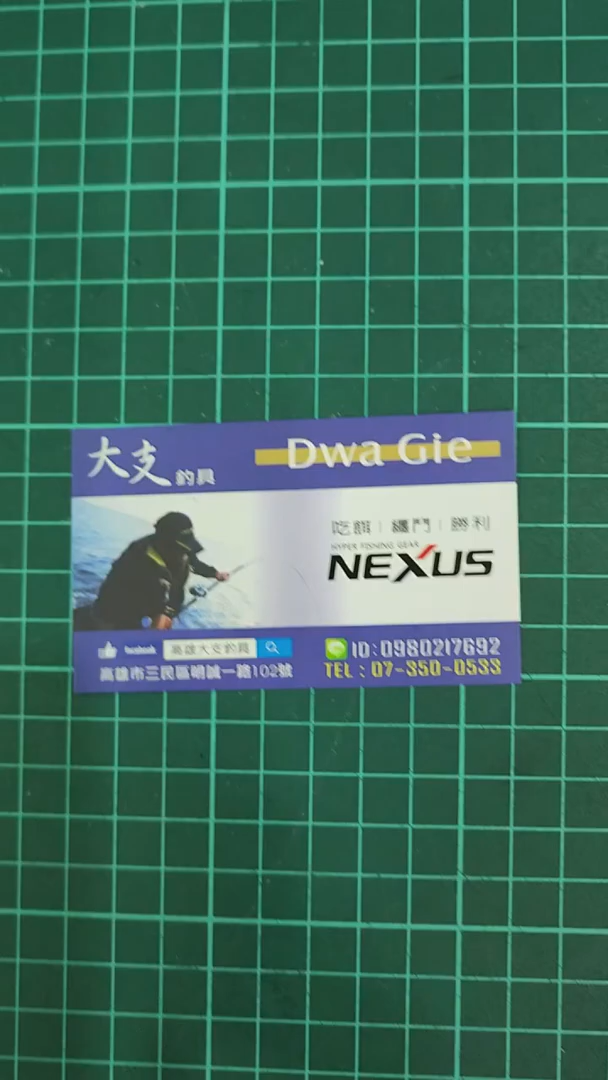 大支釣具
Dwa Gie
吃餌 | 纏鬥 | 勝利
HYPER FISHING GEAR
NEXUS
facebook 高雄大支釣具
ID:0980217692
高雄市三民區明誠一路102號
TEL:07-350-0533